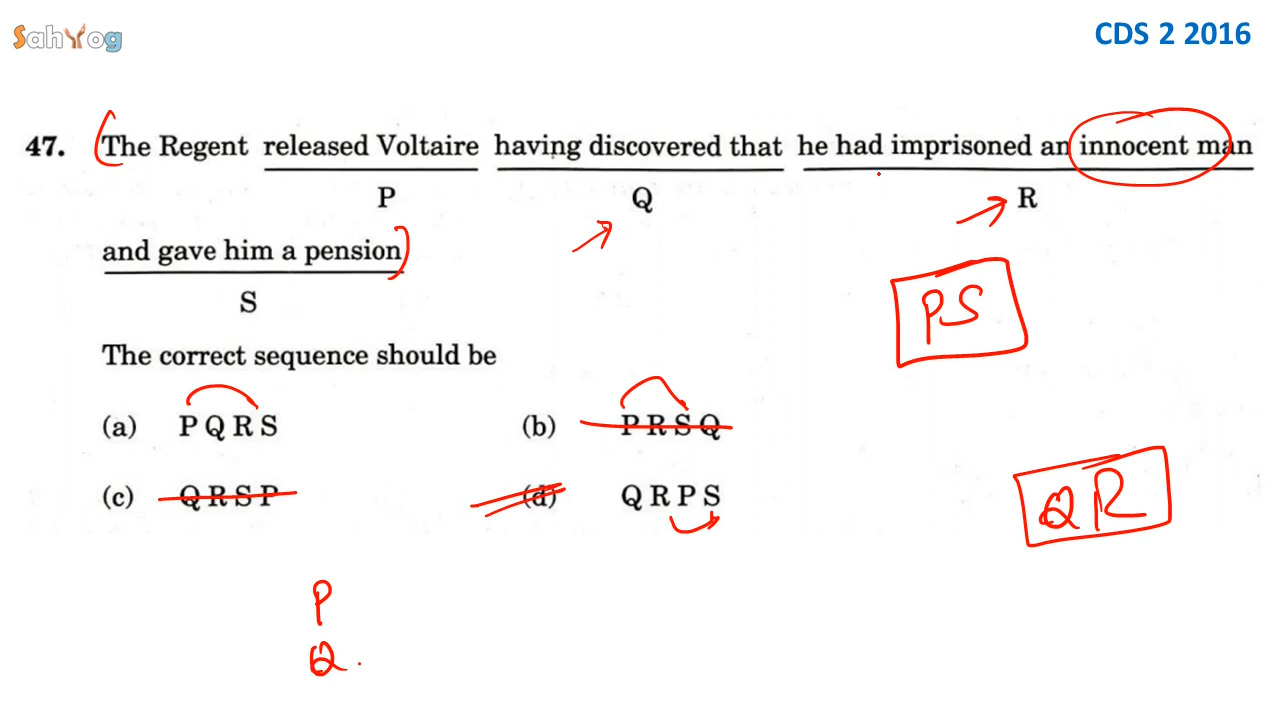 SahYog
CDS 2 2016
47. The Regent released Voltaire having discovered that he had imprisoned an innocent man
P Q R
and gave him a pension
S
PS
The correct sequence should be
(a) P Q R S (b) P R S Q
(c) Q R S P (d) Q R P S
QR
P
Q